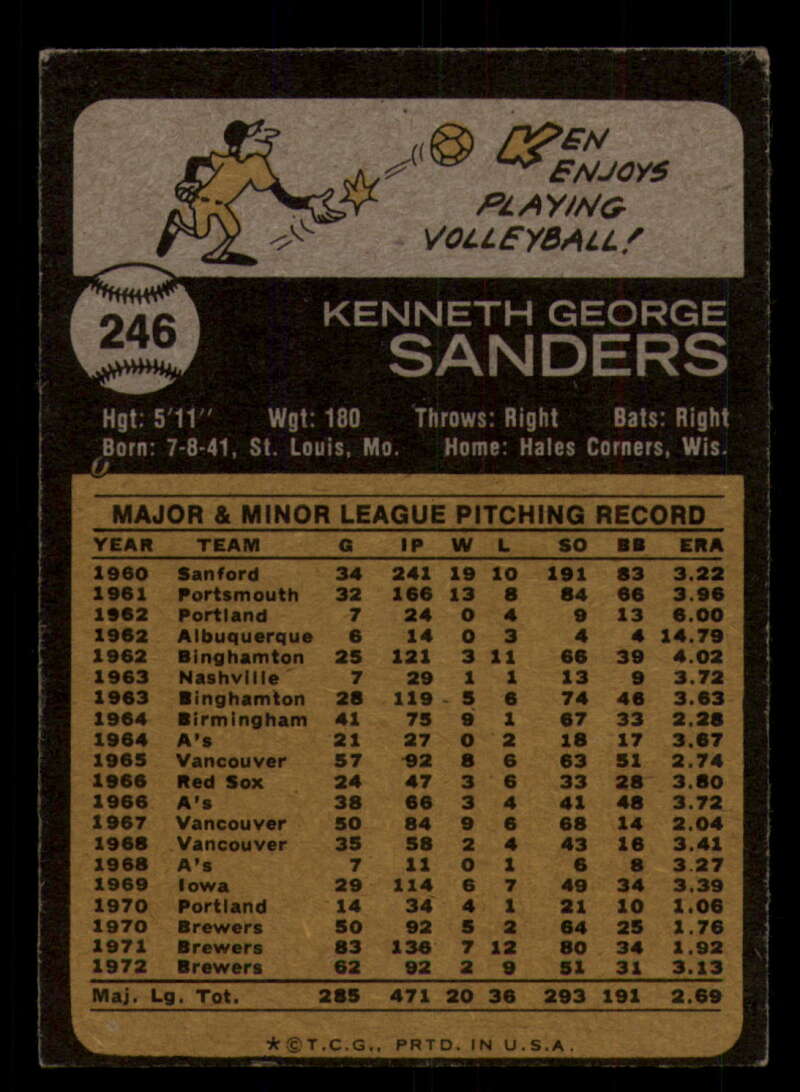 KEN
ENJOYS
PLAYING
VOLLEYBALL!
246
KENNETH GEORGE
SANDERS
Hgt: 5'11" Wgt: 180 Throws: Right Bats: Right
Born: 7-8-41, St. Louis, Mo. Home: Hales Corners, Wis.
MAJOR & MINOR LEAGUE PITCHING RECORD
YEAR TEAM G IP W L SO BB ERA
1960 Sanford 34 241 19 10 191 83 3.22
1961 Portsmouth 32 166 13 8 84 66 3.96
1962 Portland 7 24 0 4 9 13 6.00
1962 Albuquerque 6 14 0 3 4 4 14.79
1962 Binghamton 25 121 3 11 66 39 4.02
1963 Nashville 7 29 1 1 13 9 3.72
1963 Binghamton 28 119 5 6 74 46 3.63
1964 Birmingham 41 75 9 1 67 33 2.28
1964 A's 21 27 0 2 18 17 3.67
1965 Vancouver 57 92 8 6 63 51 2.74
1966 Red Sox 24 47 3 6 33 28 3.80
1966 A's 38 66 3 4 41 48 3.72
1967 Vancouver 50 84 9 6 68 14 2.04
1968 Vancouver 35 58 2 4 43 16 3.41
1968 A's 7 11 0 1 6 8 3.27
1969 Iowa 29 114 6 7 49 34 3.39
1970 Portland 14 34 4 1 21 10 1.06
1970 Brewers 50 92 5 2 64 25 1.76
1971 Brewers 83 136 7 12 80 34 1.92
1972 Brewers 62 92 2 9 51 31 3.13
Maj. Lg. Tot. 285 471 20 36 293 191 2.69
*©T.C.G., PRTD. IN U.S.A.